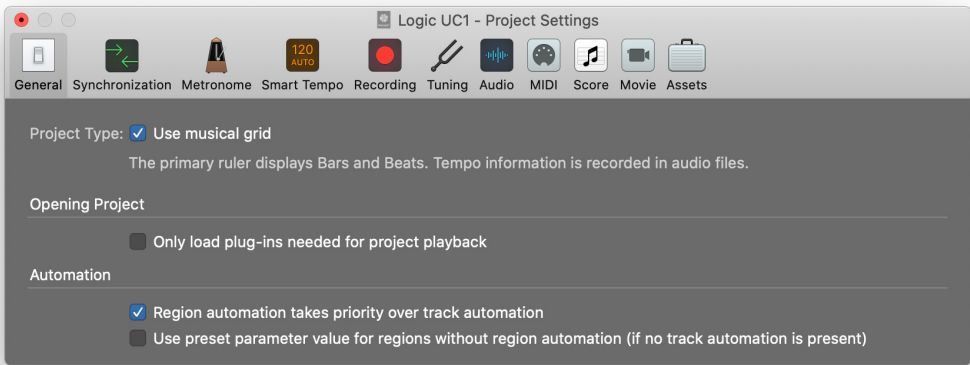 Logic UC1 - Project Settings
120
AUTO
General Synchronization Metronome Smart Tempo Recording Tuning Audio MIDI Score Movie Assets
Project Type: Use musical grid
The primary ruler displays Bars and Beats. Tempo information is recorded in audio files.
Opening Project
Only load plug-ins needed for project playback
Automation
Region automation takes priority over track automation
Use preset parameter value for regions without region automation (if no track automation is present)